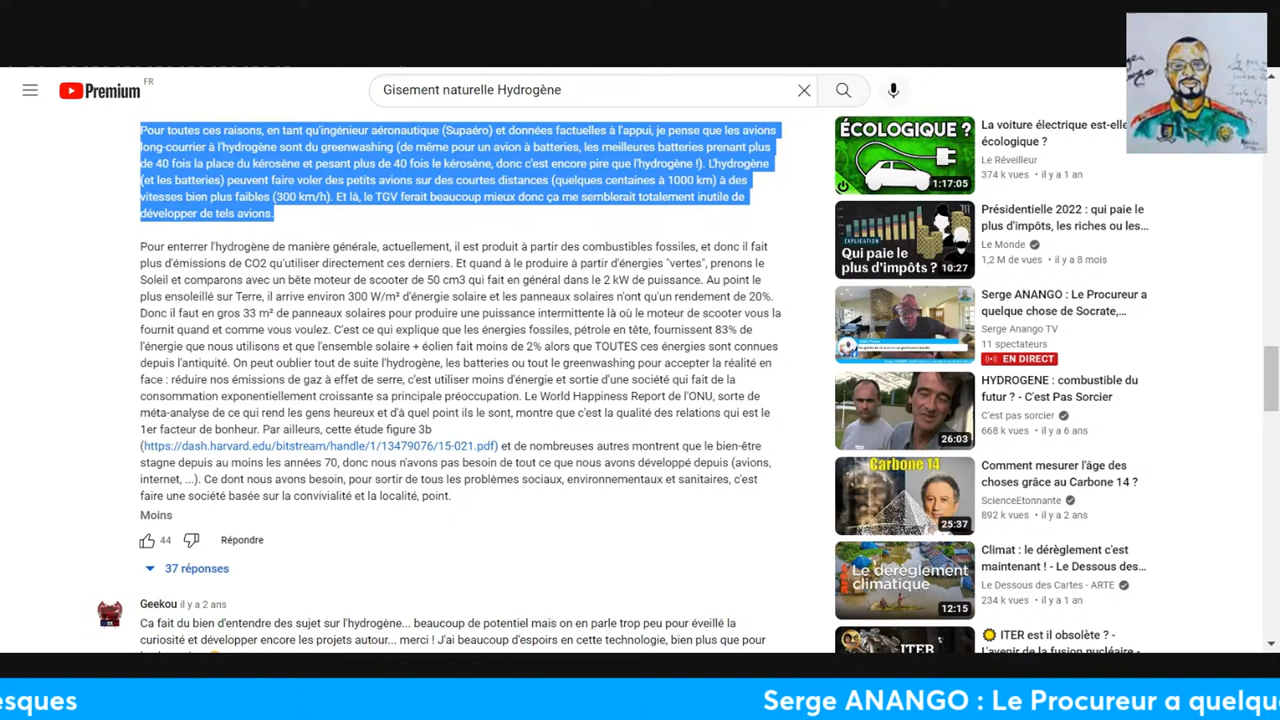 Premium FR
Gisement naturelle Hydrogène
Pour toutes ces raisons, en tant qu'ingénieur aéronautique (Supaéro) et données factuelles à l'appui, je pense que les avions
long-courrier à l'hydrogène sont du greenwashing (de même pour un avion à batteries, les meilleures batteries prenant plus
de 40 fois la place du kérosène et pesant plus de 40 fois le kérosène, donc c'est encore pire que l'hydrogène !). L'hydrogène
(et les batteries) peuvent faire voler des petits avions sur des courtes distances (quelques centaines à 1000 km) à des
vitesses bien plus faibles (300 km/h). Et là, le TGV ferait beaucoup mieux donc ça me semblerait totalement inutile de
développer de tels avions.
Pour enterrer l'hydrogène de manière générale, actuellement, il est produit à partir des combustibles fossiles, et donc il fait
plus d'émissions de CO2 qu'utiliser directement ces derniers. Et quand à le produire à partir d'énergies "vertes", prenons le
Soleil et comparons avec un bête moteur de scooter de 50 cm3 qui fait en général dans le 2 kW de puissance. Au point le
plus ensoleillé sur Terre, il arrive environ 300 W/m² d'énergie solaire et les panneaux solaires n'ont qu'un rendement de 20%.
Donc il faut en gros 33 m² de panneaux solaires pour produire une puissance intermittente là où le moteur de scooter vous la
fournit quand et comme vous voulez. C'est ce qui explique que les énergies fossiles, pétrole en tête, fournissent 83% de
l'énergie que nous utilisons et que l'ensemble solaire + éolien fait moins de 2% alors que TOUTES ces énergies sont connues
depuis l'antiquité. On peut oublier tout de suite l'hydrogène, les batteries ou tout le greenwashing pour accepter la réalité en
face : réduire nos émissions de gaz à effet de serre, c'est utiliser moins d'énergie et sortie d'une société qui fait de la
consommation exponentiellement croissante sa principale préoccupation. Le World Happiness Report de l'ONU, sorte de
méta-analyse de ce qui rend les gens heureux et d'à quel point ils le sont, montre que c'est la qualité des relations qui est le
1er facteur de bonheur. Par ailleurs, cette étude figure 3b
(https://dash.harvard.edu/bitstream/handle/1/13479076/15-021.pdf) et de nombreuses autres montrent que le bien-être
stagne depuis au moins les années 70, donc nous n'avons pas besoin de tout ce que nous avons développé depuis (avions,
internet, ...). Ce dont nous avons besoin, pour sortir de tous les problèmes sociaux, environnementaux et sanitaires, c'est
faire une société basée sur la convivialité et la localité, point.
Moins
44 Répondre
37 réponses
Geekou il y a 2 ans
Ca fait du bien d'entendre des sujet sur l'hydrogène... beaucoup de potentiel mais on en parle trop peu pour éveillé la
curiosité et développer encore les projets autour... merci ! J'ai beaucoup d'espoirs en cette technologie, bien plus que pour
ÉCOLOGIQUE ?
1:17:05
La voiture électrique est-elle
écologique ?
Le Réveilleur
374 k vues • il y a 1 an
EXPLICATION
Qui paie le
plus d'impôts ?
10:27
Présidentielle 2022 : qui paie le
plus d'impôts, les riches ou les...
Le Monde
1,2 M de vues • il y a 8 mois
Serge ANANGO : Le Procureur a
quelque chose de Socrate,...
Serge Anango TV
11 spectateurs
EN DIRECT
26:03
HYDROGENE : combustible du
futur ? - C'est Pas Sorcier
C'est pas sorcier
668 k vues • il y a 6 ans
Carbone 14
25:37
Comment mesurer l'âge des
choses grâce au Carbone 14 ?
ScienceEtonnante
892 k vues • il y a 2 ans
Le dérèglement
climatique
12:15
Climat : le dérèglement c'est
maintenant ! - Le Dessous des...
Le Dessous des Cartes - ARTE
234 k vues • il y a 1 an
ITER
ITER est il obsolète ? -
L'avenir de la fusion nucléaire -
esques Serge ANANGO : Le Procureur a quelqu